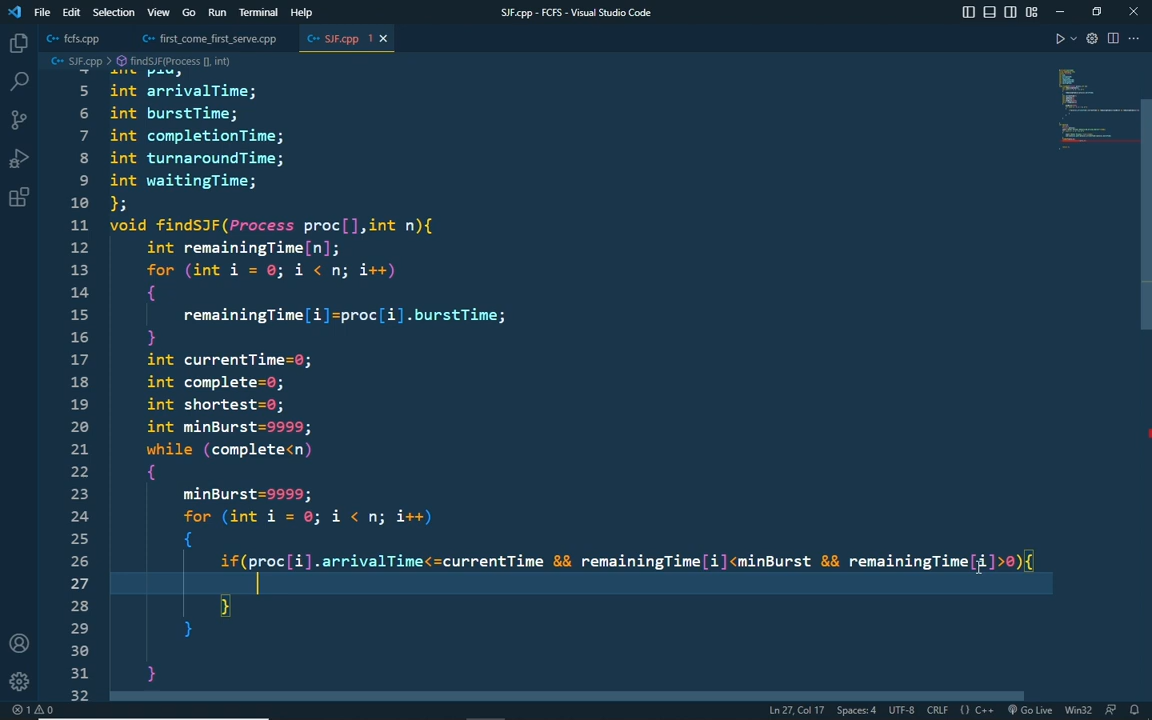 File Edit Selection View Go Run Terminal Help SJF.cpp - FCFS - Visual Studio Code
fcfs.cpp first_come_first_serve.cpp SJF.cpp 1
SJF.cpp > findSJF(Process [], int)
4 int pid;
5 int arrivalTime;
6 int burstTime;
7 int completionTime;
8 int turnaroundTime;
9 int waitingTime;
10 };
11 void findSJF(Process proc[],int n){
12 int remainingTime[n];
13 for (int i = 0; i < n; i++)
14 {
15 remainingTime[i]=proc[i].burstTime;
16 }
17 int currentTime=0;
18 int complete=0;
19 int shortest=0;
20 int minBurst=9999;
21 while (complete<n)
22 {
23 minBurst=9999;
24 for (int i = 0; i < n; i++)
25 {
26 if(proc[i].arrivalTime<=currentTime && remainingTime[i]<minBurst && remainingTime[i]>0){
27
28 }
29 }
30
31 }
32
1 0 Ln 27, Col 17 Spaces: 4 UTF-8 CRLF {} C++ Go Live Win32